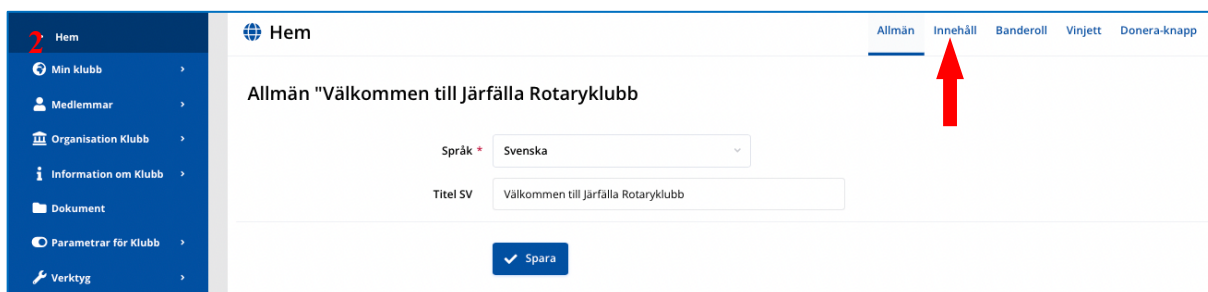 2 Hem
Min klubb
Medlemmar
Organisation Klubb
Information om Klubb
Dokument
Parametrar för Klubb
Verktyg
Hem
Allmän Innehåll Banderoll Vinjett Donera-knapp
Allmän "Välkommen till Järfälla Rotaryklubb
Språk * Svenska
Titel SV Välkommen till Järfälla Rotaryklubb
Spara